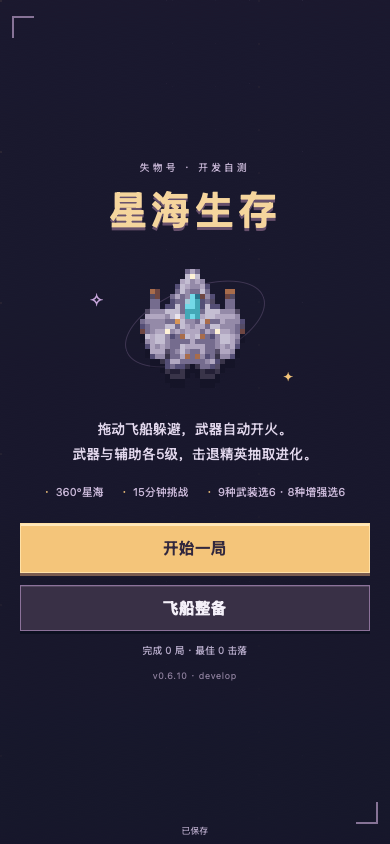 失物号 · 开发自测
星海生存
拖动飞船躲避，武器自动开火。
武器与辅助各5级，击退精英抽取进化。
· 360°星海 · 15分钟挑战 · 9种武装选6 · 8种增强选6
开始一局
飞船整备
完成 0 局 · 最佳 0 击落
v0.6.10 · develop
已保存